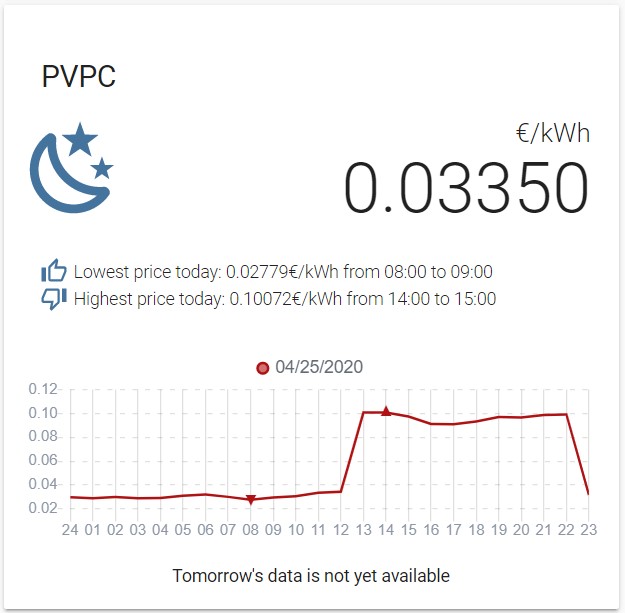 PVPC
€/kWh
0.03350
Lowest price today: 0.02779€/kWh from 08:00 to 09:00
Highest price today: 0.10072€/kWh from 14:00 to 15:00
04/25/2020
0.12
0.10
0.08
0.06
0.04
0.02
24 01 02 03 04 05 06 07 08 09 10 11 12 13 14 15 16 17 18 19 20 21 22 23
Tomorrow's data is not yet available